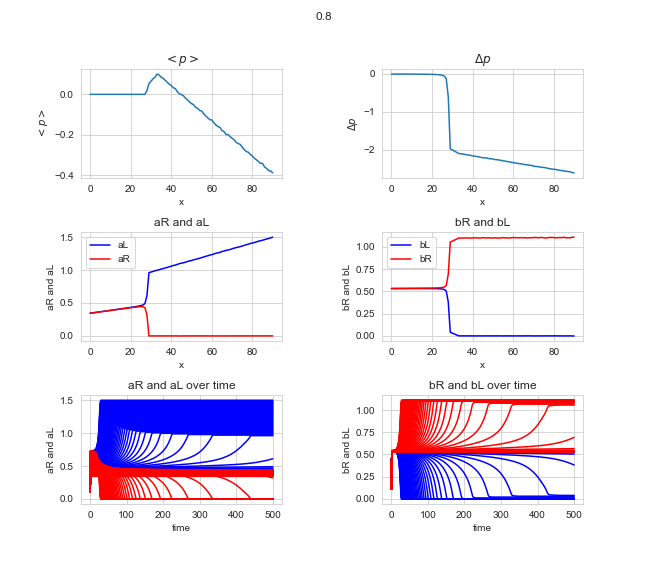 0.8
< p >
Δp
0.0
−0.2
−0.4
< p >
0
20
40
60
80
x
0
−1
−2
Δp
0
20
40
60
80
x
aR and aL
bR and bL
1.5
1.0
0.5
0.0
aR and aL
aL
aR
0
20
40
60
80
x
1.00
0.75
0.50
0.25
0.00
bR and bL
bL
bR
0
20
40
60
80
x
aR and aL over time
bR and bL over time
1.5
1.0
0.5
0.0
aR and aL
0
100
200
300
400
500
time
1.00
0.75
0.50
0.25
0.00
bR and bL
0
100
200
300
400
500
time